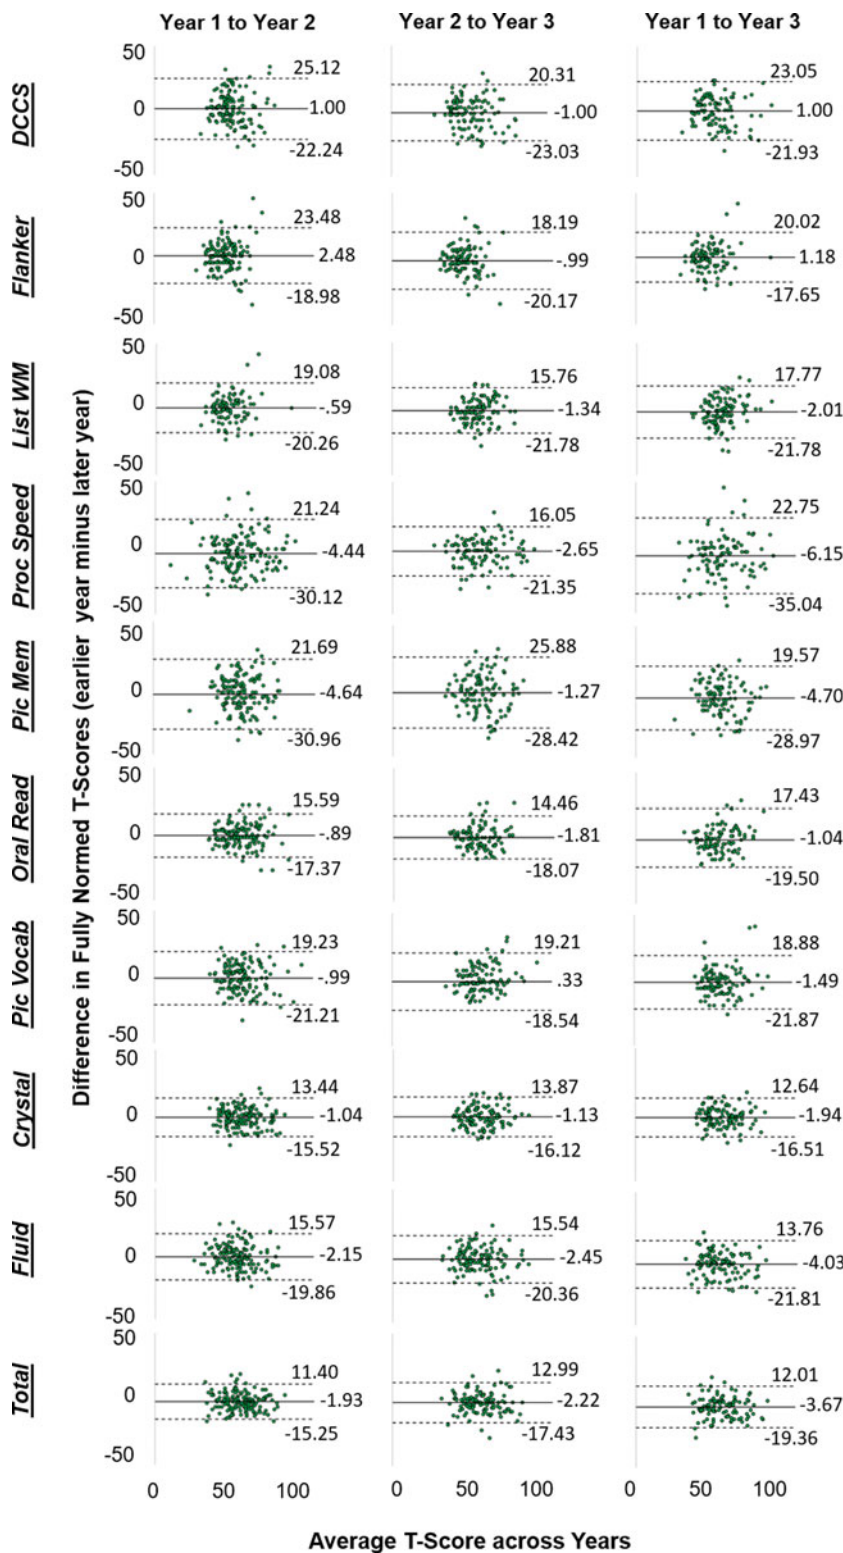 Year 1 to Year 2 Year 2 to Year 3 Year 1 to Year 3
Difference in Fully Normed T-Scores (earlier year minus later year)
DCCS
50
0
-50
25.12 20.31 23.05
1.00 -1.00 1.00
-22.24 -23.03 -21.93
Flanker
50
0
-50
23.48 18.19 20.02
2.48 -.99 1.18
-18.98 -20.17 -17.65
List WM
50
0
-50
19.08 15.76 17.77
-.59 -1.34 -2.01
-20.26 -21.78 -21.78
Proc Speed
50
0
-50
21.24 16.05 22.75
-4.44 -2.65 -6.15
-30.12 -21.35 -35.04
Pic Mem
50
0
-50
21.69 25.88 19.57
-4.64 -1.27 -4.70
-30.96 -28.42 -28.97
Oral Read
50
0
-50
15.59 14.46 17.43
-.89 -1.81 -1.04
-17.37 -18.07 -19.50
Pic Vocab
50
0
-50
19.23 19.21 18.88
-.99 .33 -1.49
-21.21 -18.54 -21.87
Crystal
50
0
-50
13.44 13.87 12.64
-1.04 -1.13 -1.94
-15.52 -16.12 -16.51
Fluid
50
0
-50
15.57 15.54 13.76
-2.15 -2.45 -4.03
-19.86 -20.36 -21.81
Total
50
0
-50
11.40 12.99 12.01
-1.93 -2.22 -3.67
-15.25 -17.43 -19.36
0 50 100 0 50 100 0 50 100
Average T-Score across Years